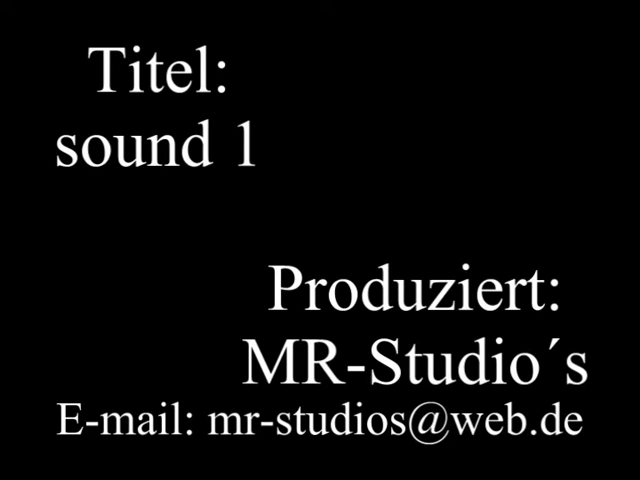 Titel:
sound 1
Produziert:
MR-Studio´s
E-mail: mr-studios@web.de